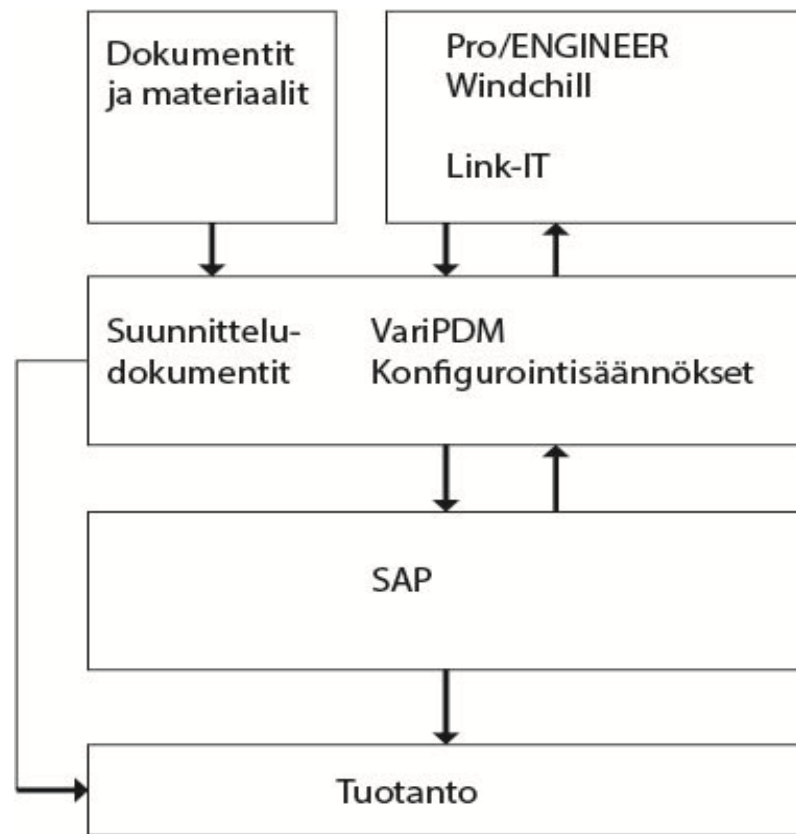 Dokumentit
ja materiaalit
Pro/ENGINEER
Windchill
Link-IT
Suunnittelu-
dokumentit
VariPDM
Konfigurointisäännökset
SAP
Tuotanto